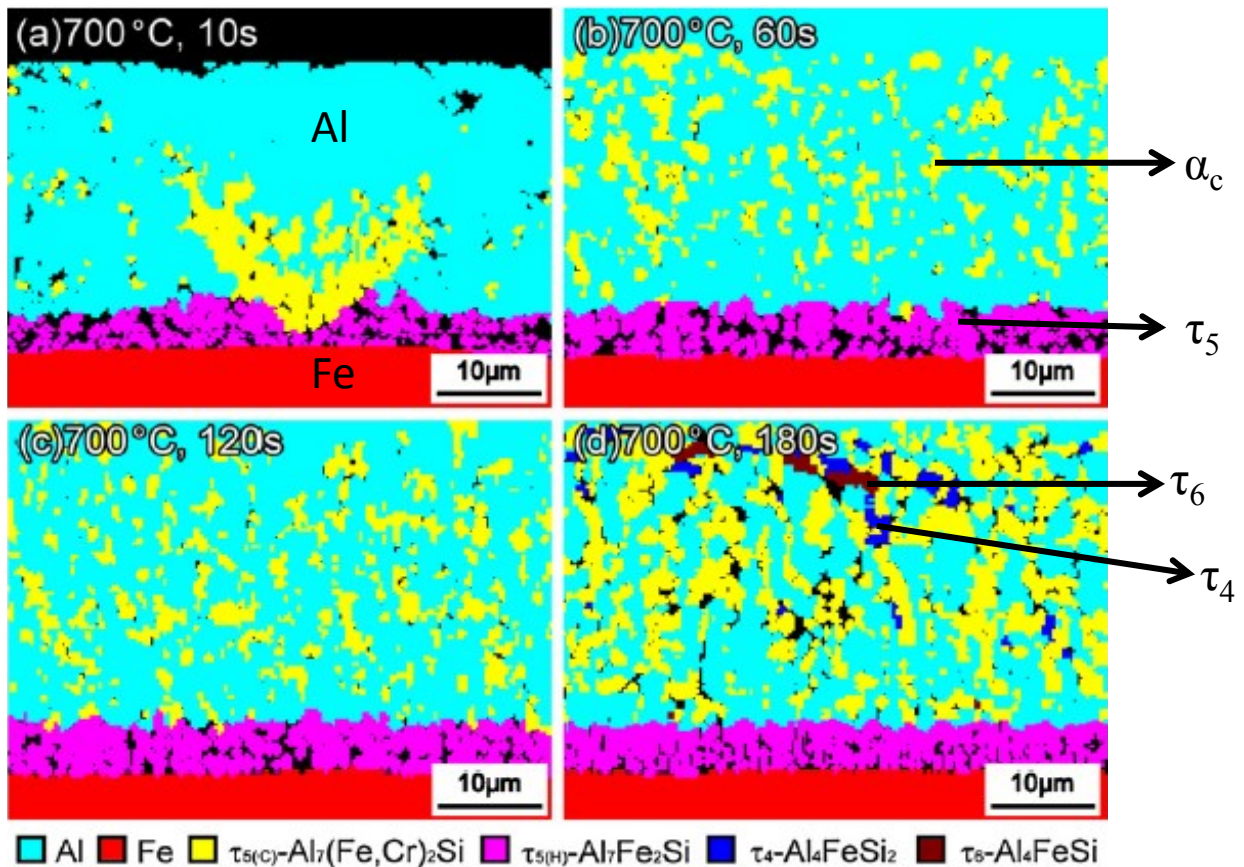 (a)700 °C, 10s
(b)700 °C, 60s
Al
α_c
τ₅
Fe
10µm
10µm
(c)700 °C, 120s
(d)700 °C, 180s
τ₆
τ₄
10µm
10µm
Al Fe τ₅₍C₎-Al₇(Fe,Cr)₂Si τ₅₍H₎-Al₇Fe₂Si τ₄-Al₄FeSi₂ τ₆-Al₄FeSi